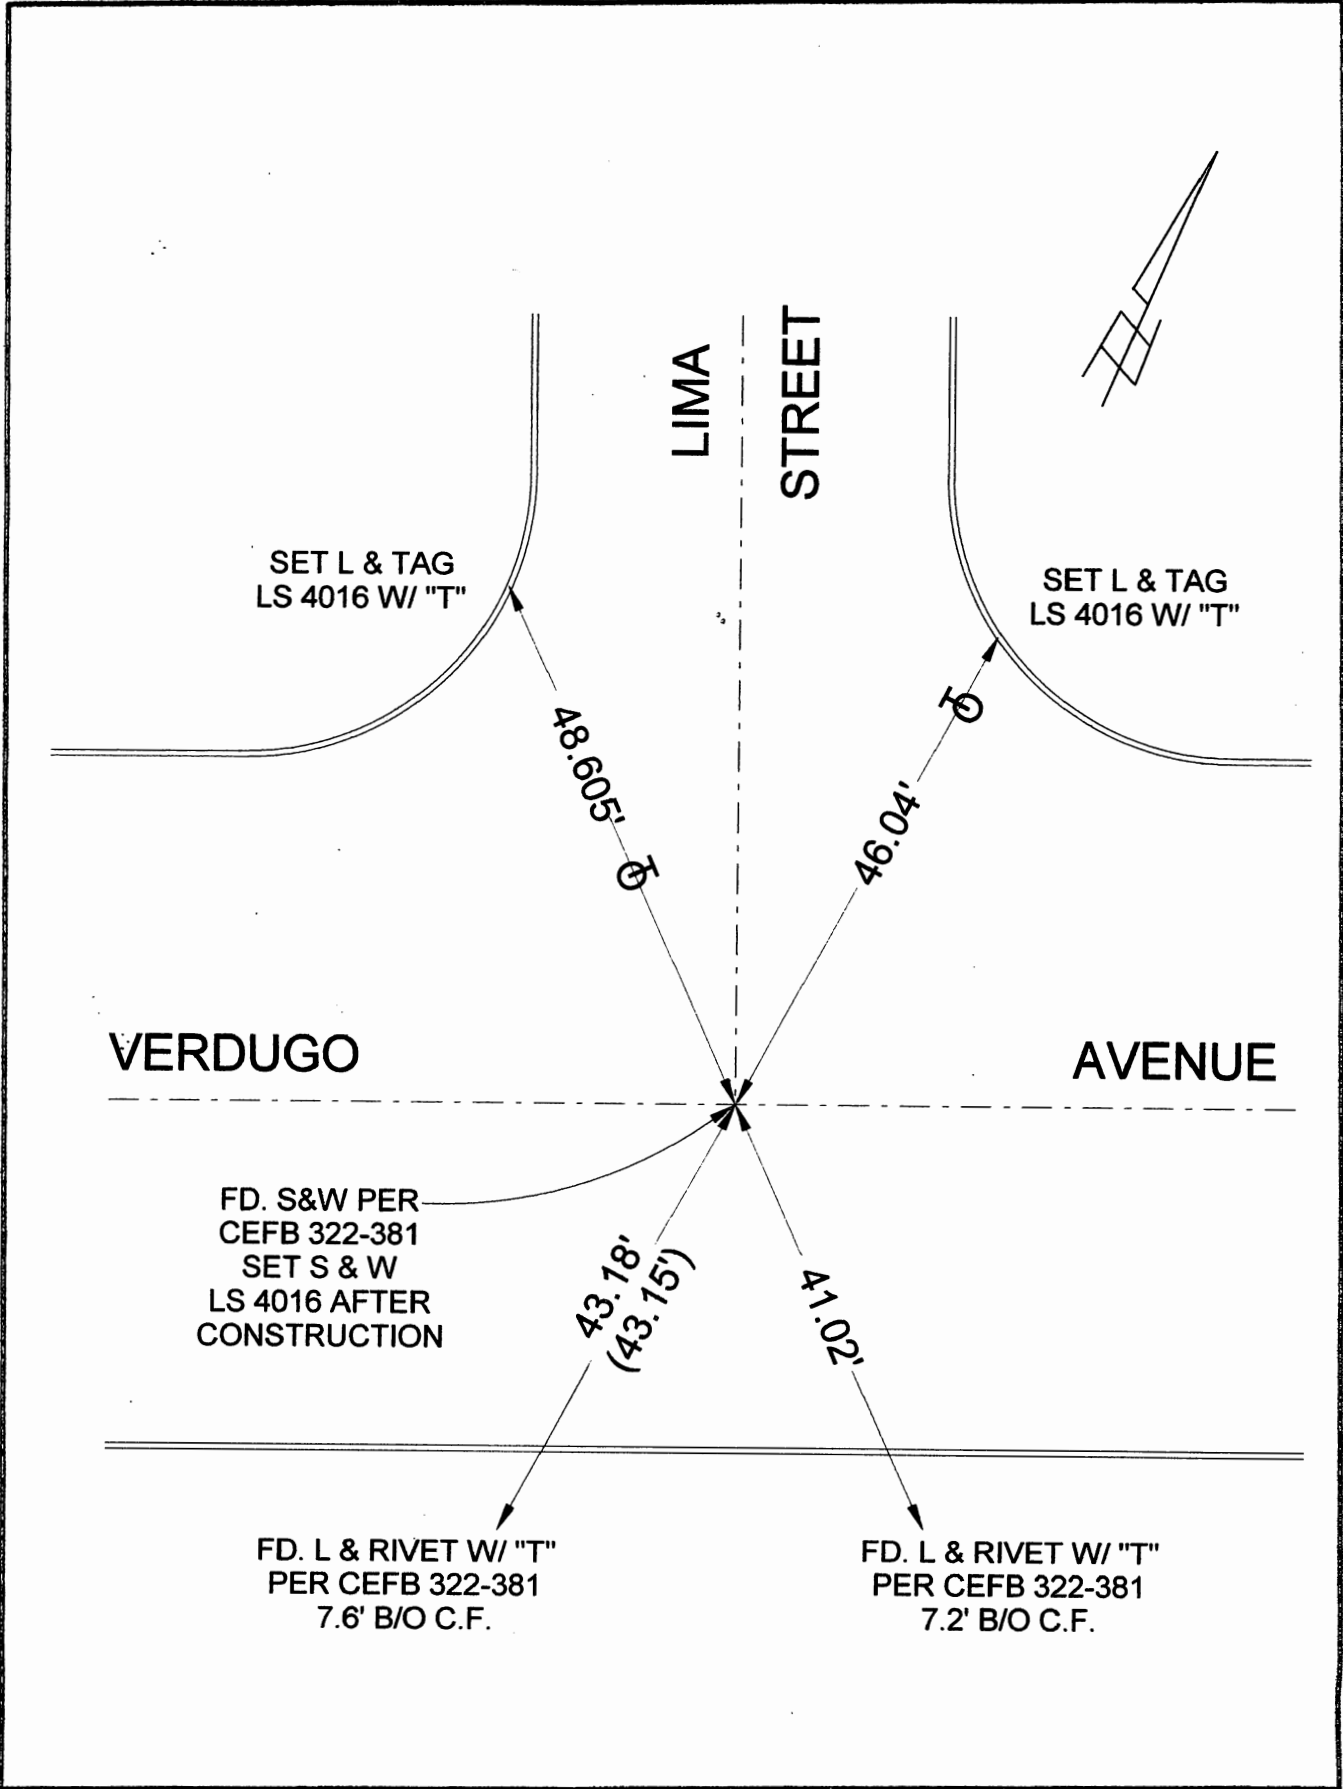 LIMA
STREET
SET L & TAG
LS 4016 W/ "T"
SET L & TAG
LS 4016 W/ "T"
48.605'
46.04'
VERDUGO
AVENUE
FD. S&W PER
CEFB 322-381
SET S & W
LS 4016 AFTER
CONSTRUCTION
43.18'
(43.15')
41.02'
FD. L & RIVET W/ "T"
PER CEFB 322-381
7.6' B/O C.F.
FD. L & RIVET W/ "T"
PER CEFB 322-381
7.2' B/O C.F.